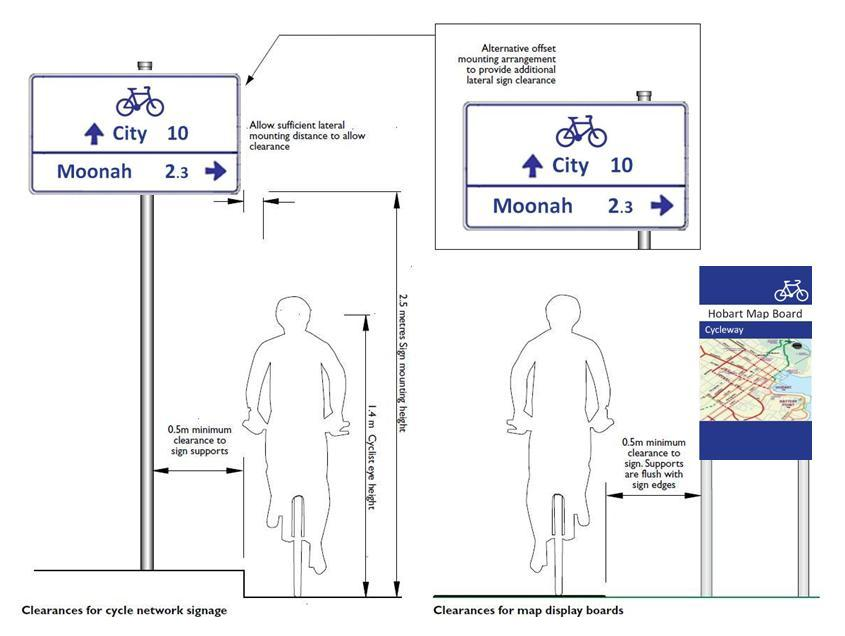 City 10
Moonah 2.3
Allow sufficient lateral
mounting distance to allow
clearance
Alternative offset
mounting arrangement
to provide additional
lateral sign clearance
City 10
Moonah 2.3
2.5 metres Sign mounting height
1.4 m Cyclist eye height
0.5m minimum
clearance to
sign supports
Clearances for cycle network signage
Hobart Map Board
Cycleway
0.5m minimum
clearance to
sign. Supports
are flush with
sign edges
Clearances for map display boards